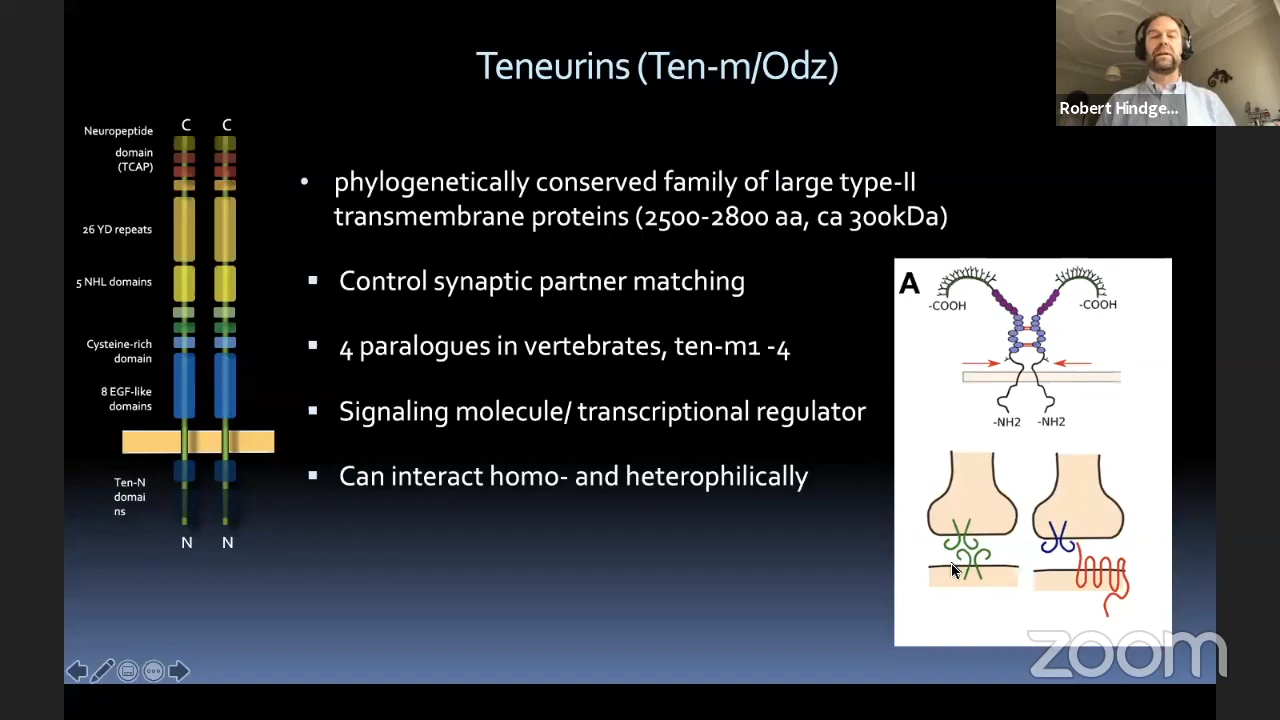 Teneurins (Ten-m/Odz)
Robert Hindge...
C C
Neuropeptide
domain
(TCAP)
26 YD repeats
5 NHL domains
Cysteine-rich
domain
8 EGF-like
domains
Ten-N
domai
ns
N N
• phylogenetically conserved family of large type-II
transmembrane proteins (2500-2800 aa, ca 300kDa)
▪ Control synaptic partner matching
▪ 4 paralogues in vertebrates, ten-m1 -4
▪ Signaling molecule/ transcriptional regulator
▪ Can interact homo- and heterophilically
A
-COOH -COOH
-NH2 -NH2
zoom